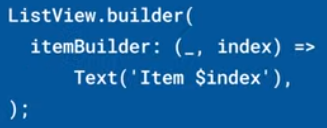 ListView.builder(
  itemBuilder: (_, index) =>
      Text('Item $index'),
);